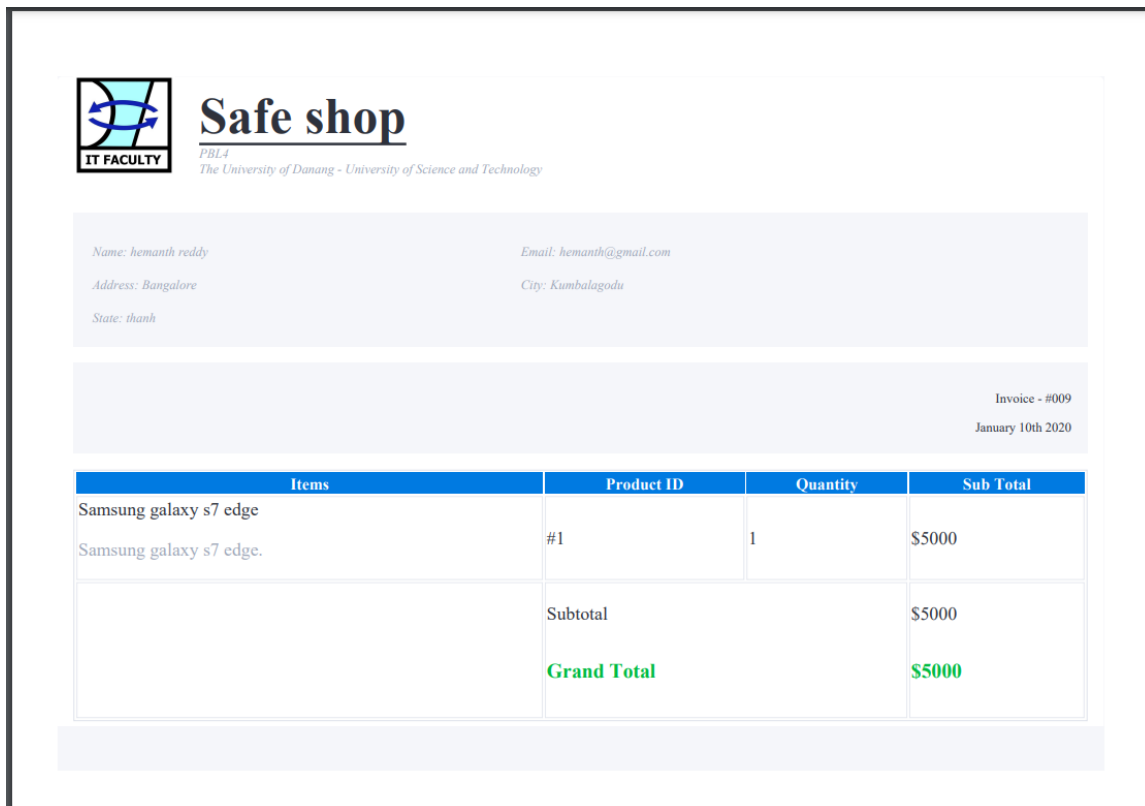 IT FACULTY
Safe shop
PBL4
The University of Danang - University of Science and Technology
Name: hemanth reddy Email: hemanth@gmail.com
Address: Bangalore City: Kumbalagodu
State: thanh
Invoice - #009
January 10th 2020
Items Product ID Quantity Sub Total
Samsung galaxy s7 edge
Samsung galaxy s7 edge.
#1 1 $5000
Subtotal $5000
Grand Total $5000